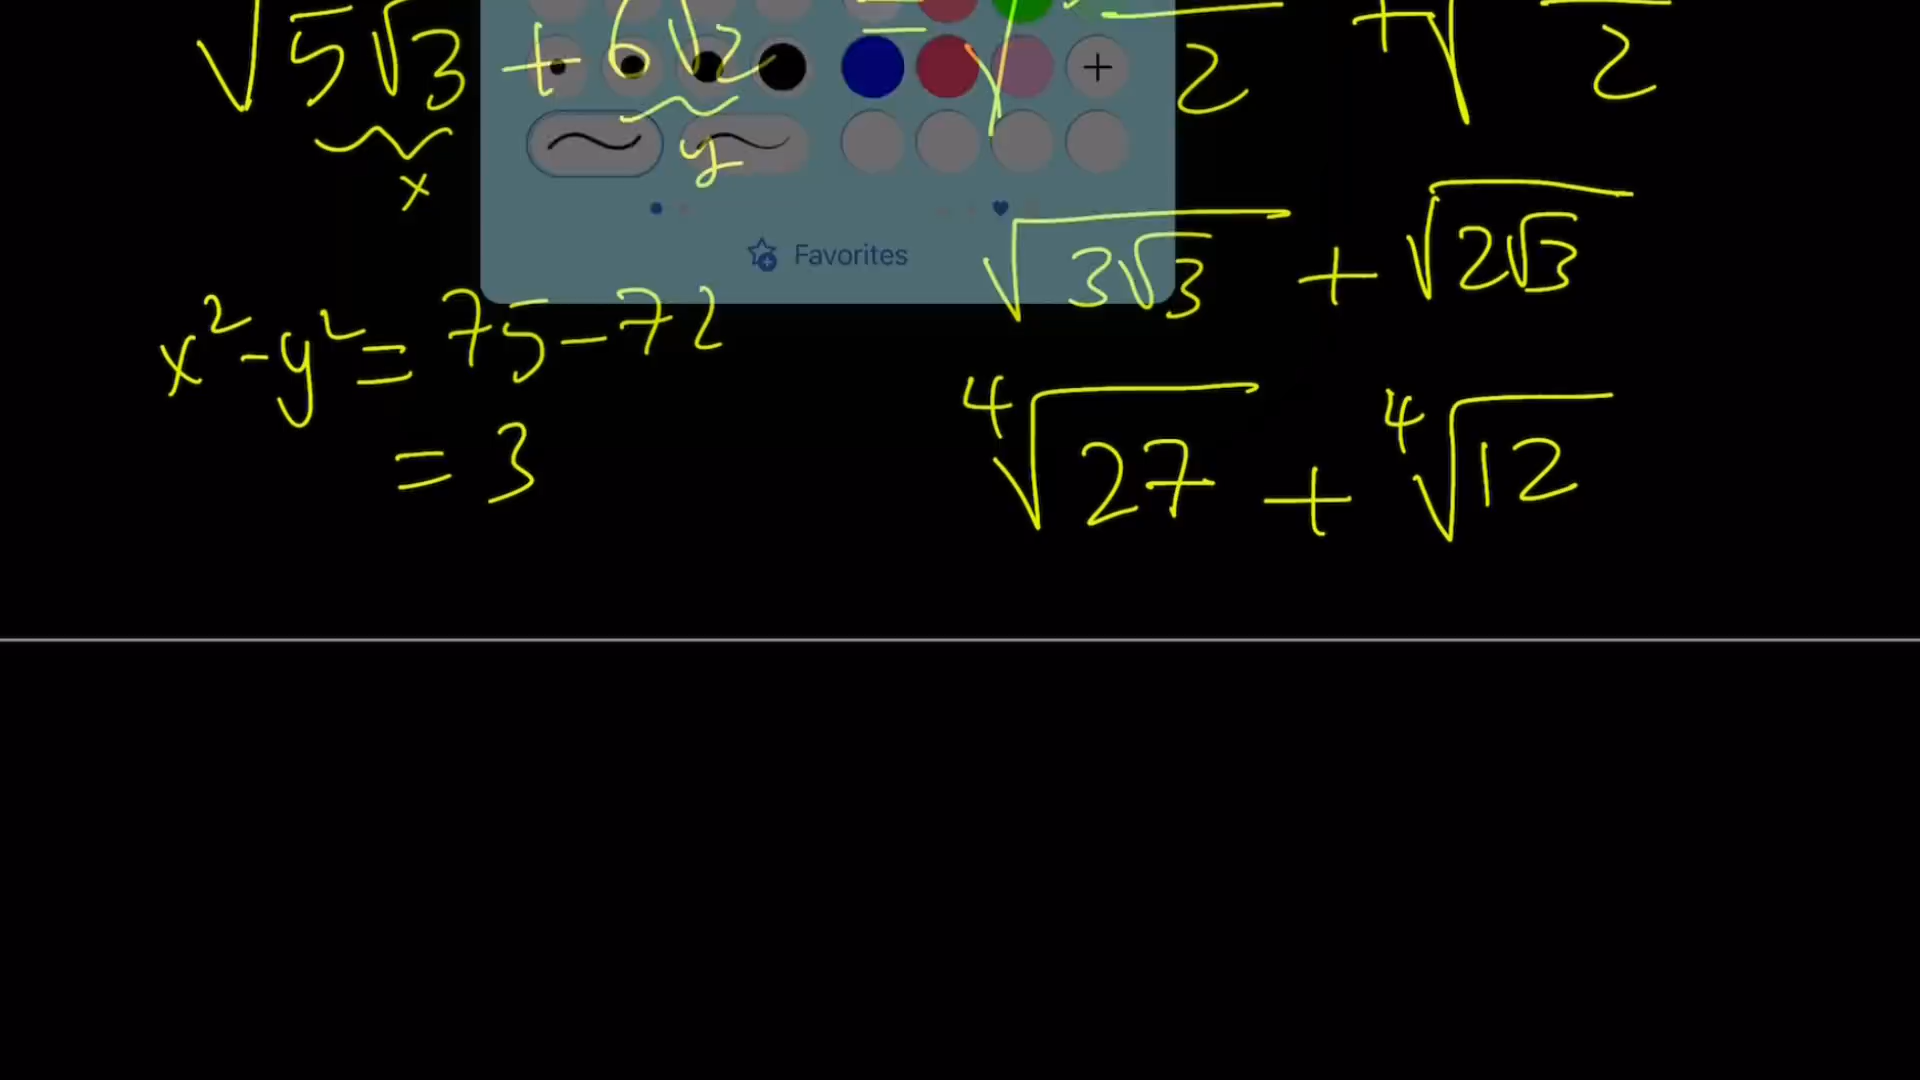 √5√3 + 6√2 = √ 2 + √ 2
x y
Favorites
√3√3 + √2√3
x² - y² = 75 - 72
= 3
⁴√27 + ⁴√12